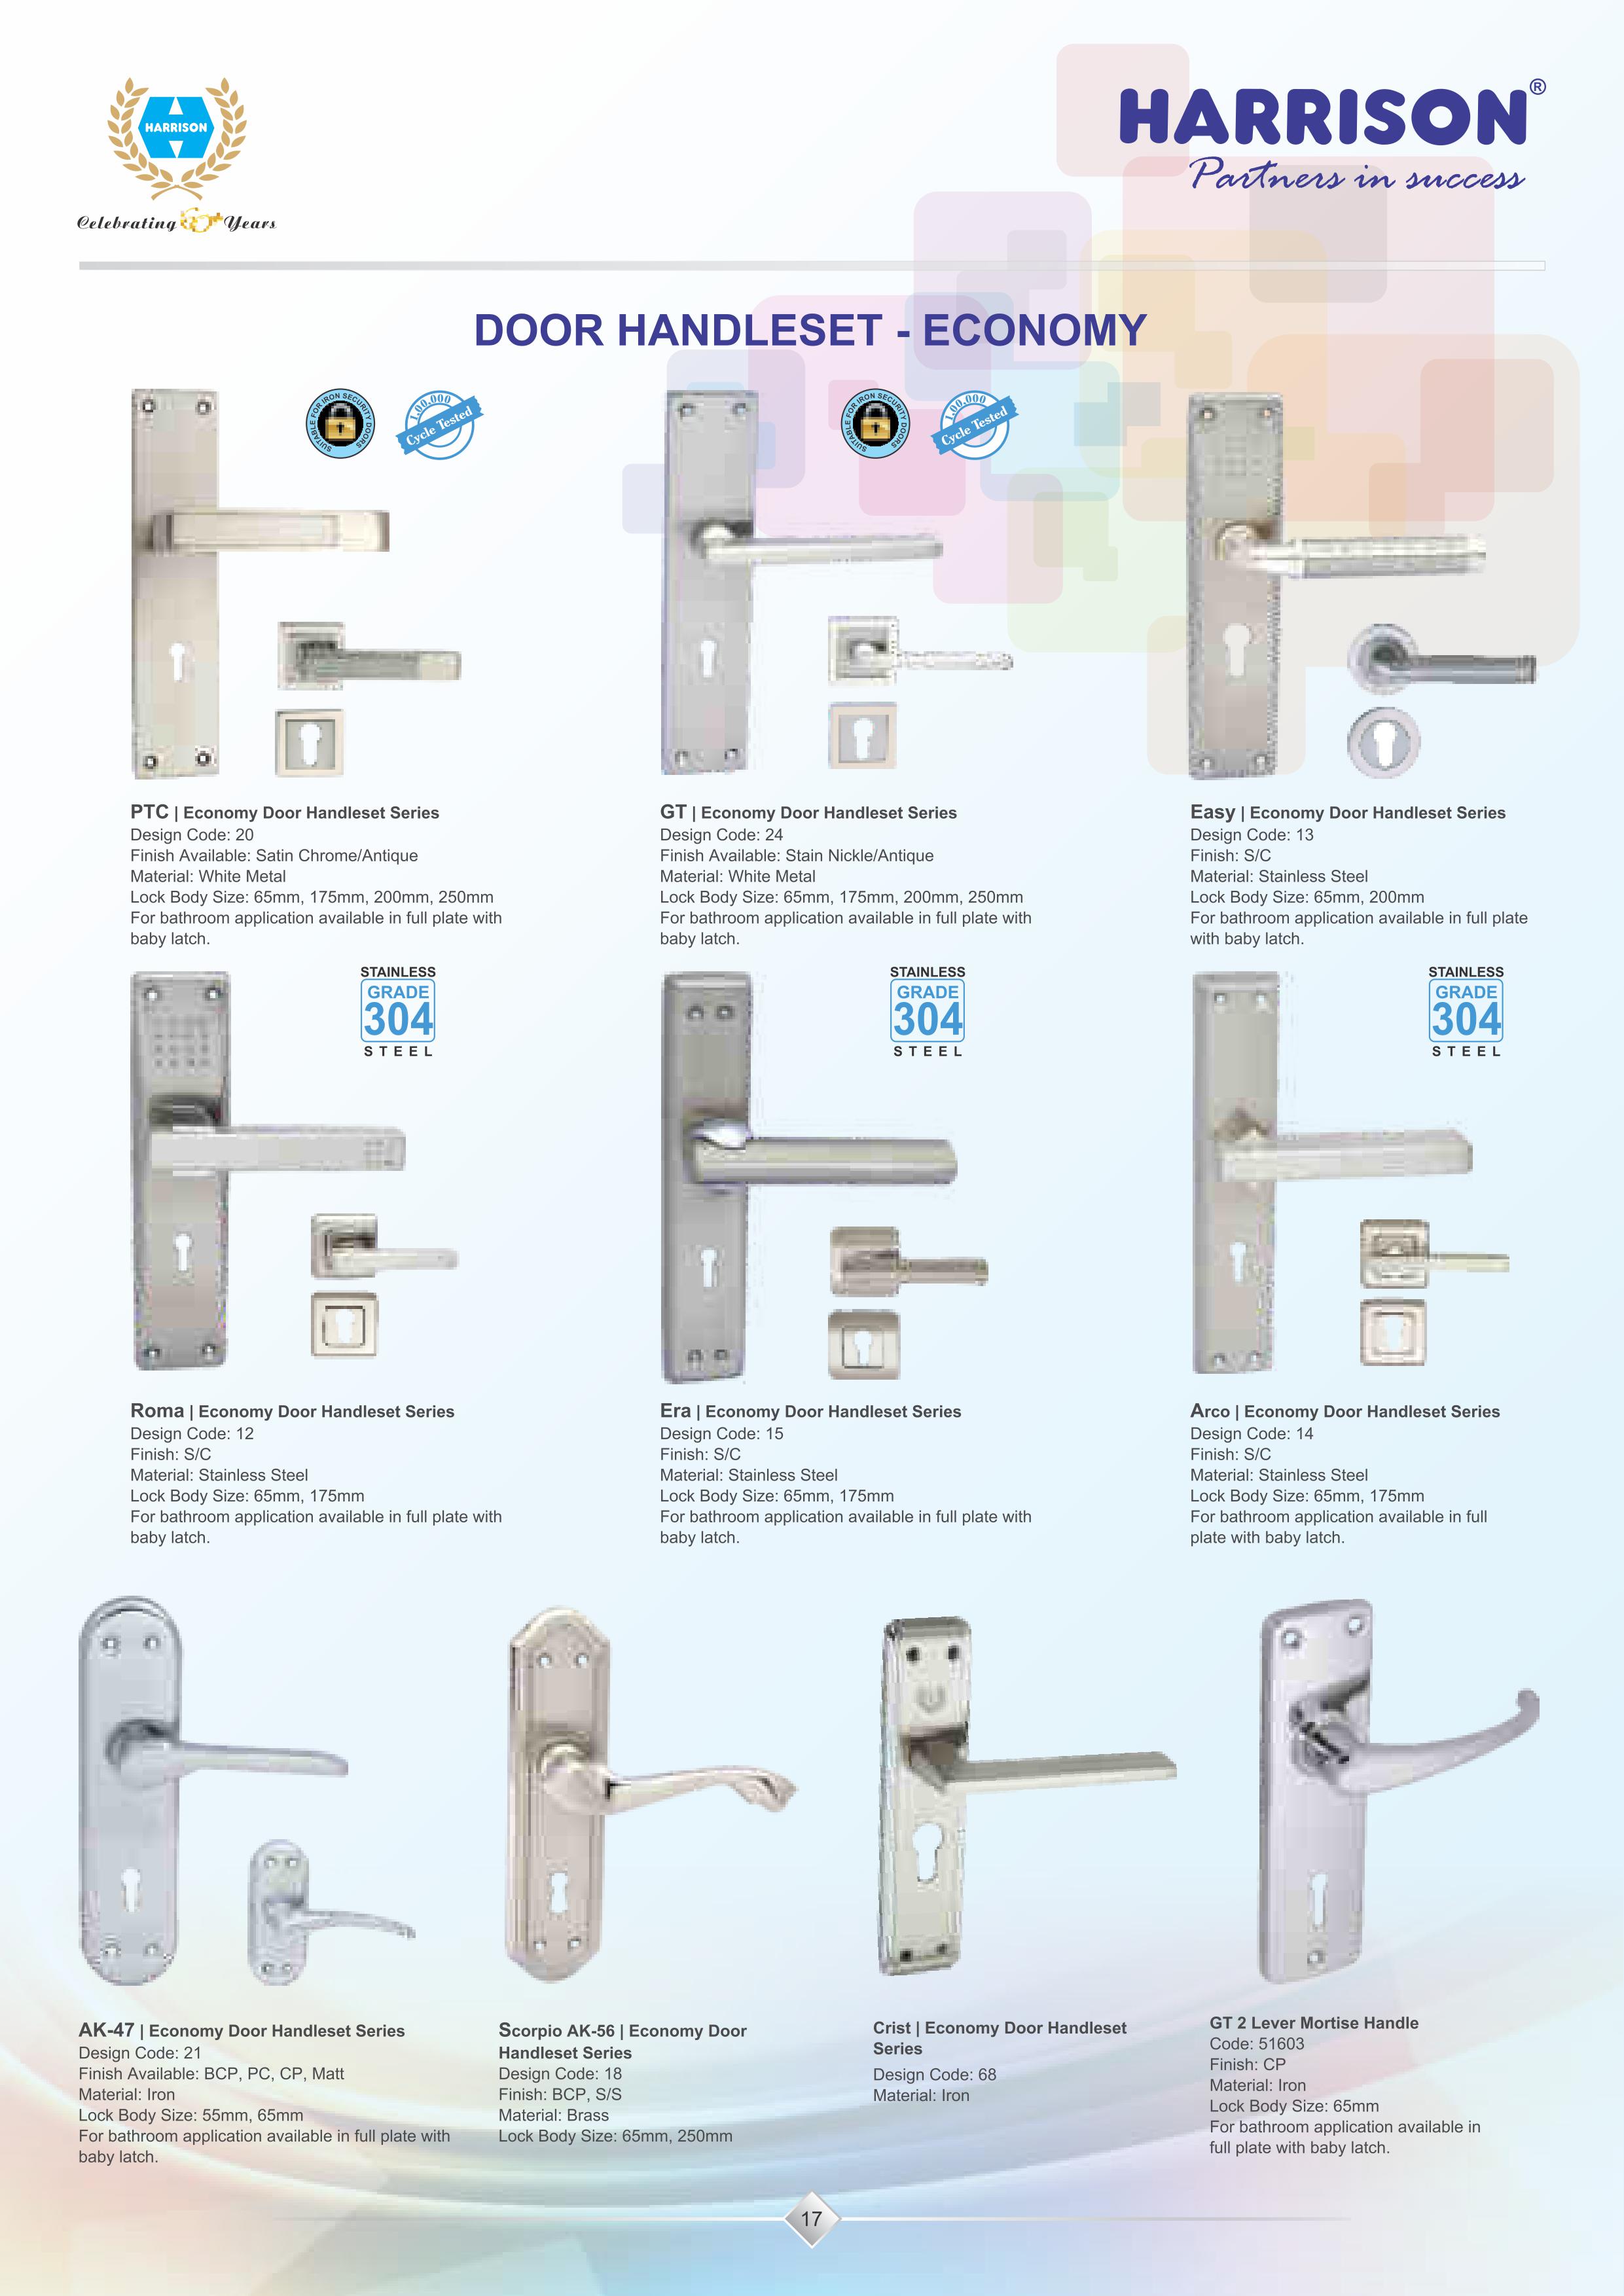 HARRISON
Celebrating Years
HARRISON®
Partners in success
DOOR HANDLESET - ECONOMY
SUITABLE FOR IRON SECURITY DOORS
1,00,000
Cycle Tested
SUITABLE FOR IRON SECURITY DOORS
1,00,000
Cycle Tested
PTC | Economy Door Handleset Series
Design Code: 20
Finish Available: Satin Chrome/Antique
Material: White Metal
Lock Body Size: 65mm, 175mm, 200mm, 250mm
For bathroom application available in full plate with
baby latch.
GT | Economy Door Handleset Series
Design Code: 24
Finish Available: Stain Nickle/Antique
Material: White Metal
Lock Body Size: 65mm, 175mm, 200mm, 250mm
For bathroom application available in full plate with
baby latch.
Easy | Economy Door Handleset Series
Design Code: 13
Finish: S/C
Material: Stainless Steel
Lock Body Size: 65mm, 200mm
For bathroom application available in full plate
with baby latch.
STAINLESS
GRADE
304
STEEL
STAINLESS
GRADE
304
STEEL
STAINLESS
GRADE
304
STEEL
Roma | Economy Door Handleset Series
Design Code: 12
Finish: S/C
Material: Stainless Steel
Lock Body Size: 65mm, 175mm
For bathroom application available in full plate with
baby latch.
Era | Economy Door Handleset Series
Design Code: 15
Finish: S/C
Material: Stainless Steel
Lock Body Size: 65mm, 175mm
For bathroom application available in full plate with
baby latch.
Arco | Economy Door Handleset Series
Design Code: 14
Finish: S/C
Material: Stainless Steel
Lock Body Size: 65mm, 175mm
For bathroom application available in full
plate with baby latch.
AK-47 | Economy Door Handleset Series
Design Code: 21
Finish Available: BCP, PC, CP, Matt
Material: Iron
Lock Body Size: 55mm, 65mm
For bathroom application available in full plate with
baby latch.
Scorpio AK-56 | Economy Door
Handleset Series
Design Code: 18
Finish: BCP, S/S
Material: Brass
Lock Body Size: 65mm, 250mm
Crist | Economy Door Handleset
Series
Design Code: 68
Material: Iron
GT 2 Lever Mortise Handle
Code: 51603
Finish: CP
Material: Iron
Lock Body Size: 65mm
For bathroom application available in
full plate with baby latch.
17